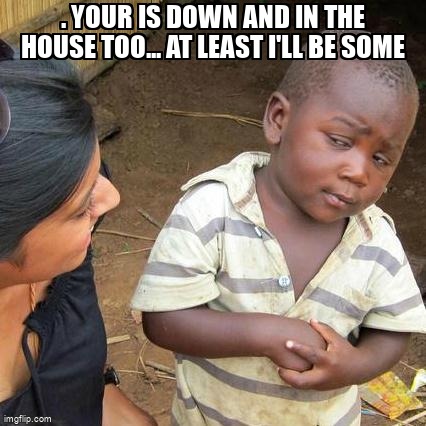 . YOUR IS DOWN AND IN THE
HOUSE TOO... AT LEAST I'LL BE SOME
imgflip.com